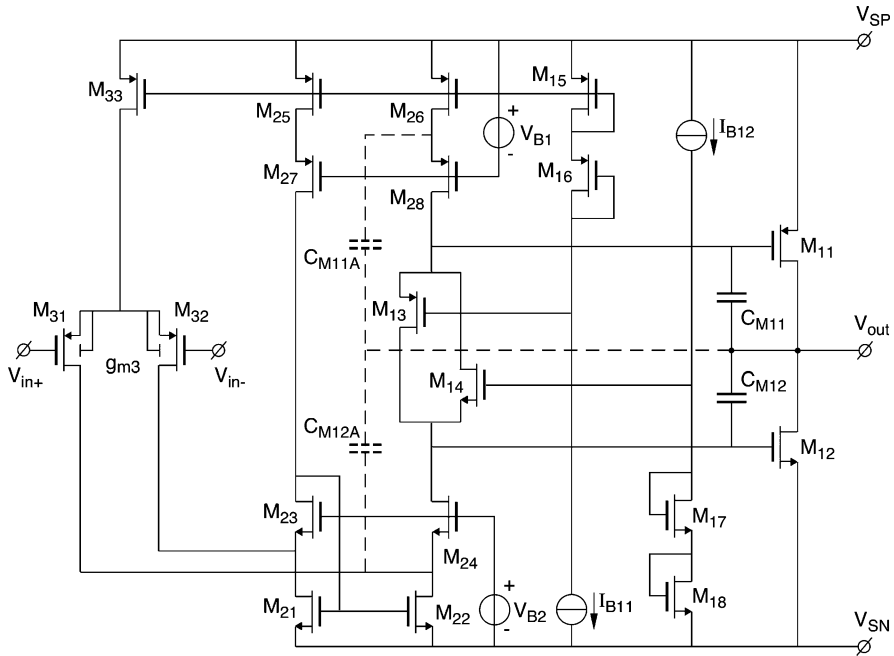 V_SP
M_33
M_25
M_26
+
V_B1
-
M_15
I_B12
M_27
M_28
M_16
M_11
C_M11A
M_31
M_32
M_13
C_M11
V_out
V_in+
g_m3
V_in-
M_14
C_M12
C_M12A
M_12
M_23
M_24
M_17
M_21
M_22
+
V_B2
-
I_B11
M_18
V_SN